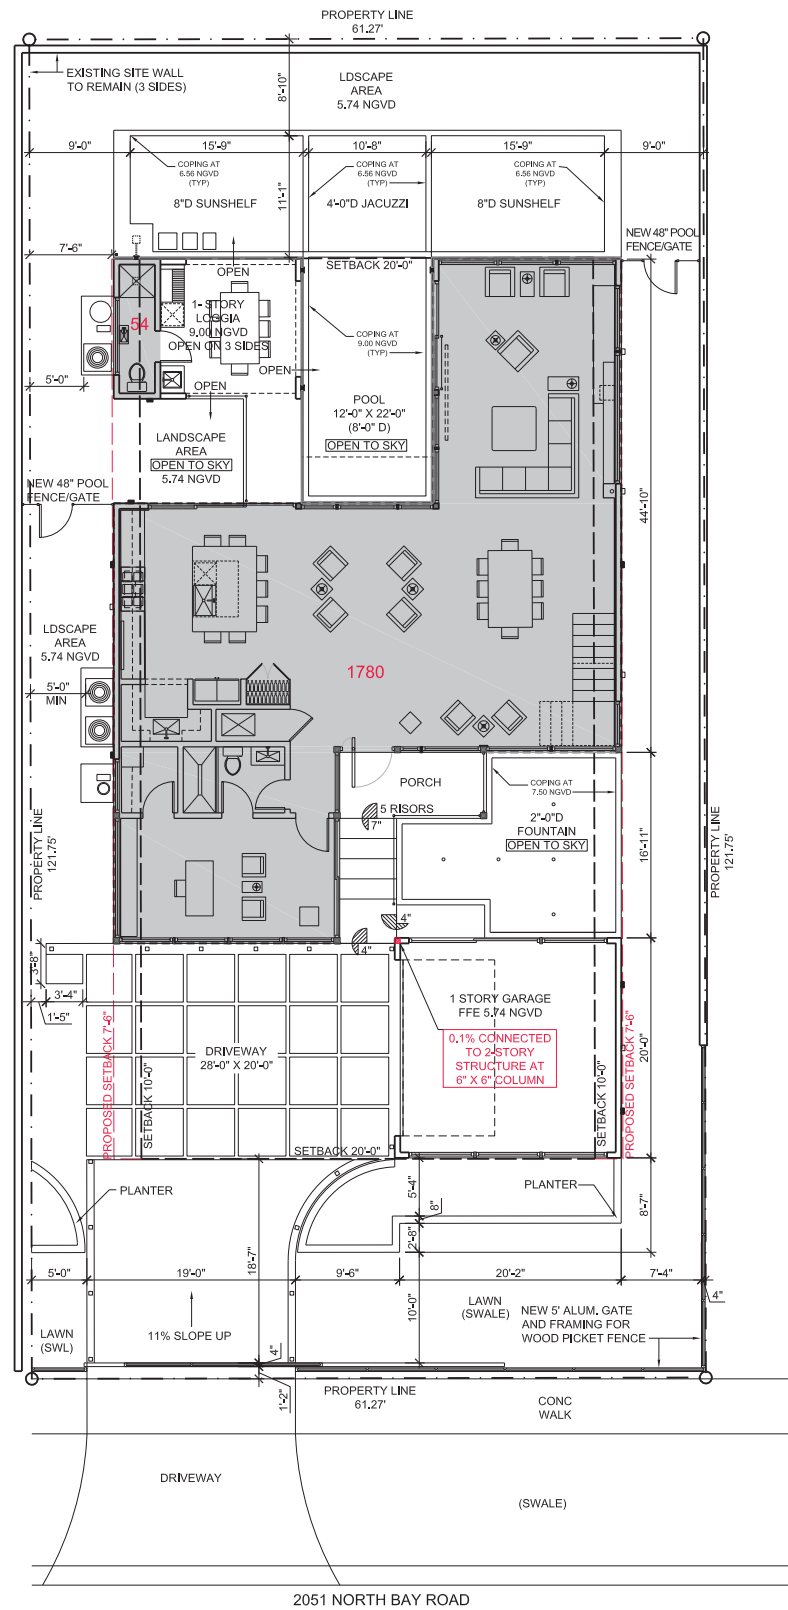 PROPERTY LINE
61.27'
EXISTING SITE WALL
TO REMAIN (3 SIDES)
8'-10"
LDSCAPE
AREA
5.74 NGVD
9'-0"
15'-9"
10'-8"
15'-9"
9'-0"
COPING AT
6.56 NGVD
(TYP)
COPING AT
6.56 NGVD
(TYP)
COPING AT
6.56 NGVD
(TYP)
11'-1"
8"D SUNSHELF
4'-0"D JACUZZI
8"D SUNSHELF
NEW 48" POOL
FENCE/GATE
7'-6"
OPEN
SETBACK 20'-0"
1- STORY
LOGGIA
9.00 NGVD
OPEN ON 3 SIDES
54
COPING AT
9.00 NGVD
(TYP)
OPEN
5'-0"
OPEN
POOL
12'-0" X 22'-0"
(8'-0" D)
OPEN TO SKY
LANDSCAPE
AREA
OPEN TO SKY
5.74 NGVD
NEW 48" POOL
FENCE/GATE
44'-10"
LDSCAPE
AREA
5.74 NGVD
5'-0"
MIN
1780
PORCH
COPING AT
7.50 NGVD
5 RISORS
7"
2"-0"D
FOUNTAIN
OPEN TO SKY
16'-11"
PROPERTY LINE
121.75'
PROPERTY LINE
121.75'
4"
4"
3'-8"
3'-4"
1'-5"
1 STORY GARAGE
FFE 5.74 NGVD
0.1% CONNECTED
TO 2-STORY
STRUCTURE AT
6" X 6" COLUMN
DRIVEWAY
28'-0" X 20'-0"
PROPOSED SETBACK 7'-6"
SETBACK 10'-0"
SETBACK 10'-0"
PROPOSED SETBACK 7'-6"
20'-0"
SETBACK 20'-0"
PLANTER
PLANTER
5'-4"
8"
2'-8"
8'-7"
18'-7"
5'-0"
19'-0"
9'-6"
20'-2"
7'-4"
4"
10'-0"
LAWN
(SWALE)
NEW 5' ALUM. GATE
AND FRAMING FOR
WOOD PICKET FENCE
LAWN
(SWL)
11% SLOPE UP
4"
1'-2"
PROPERTY LINE
61.27'
CONC
WALK
DRIVEWAY
(SWALE)
2051 NORTH BAY ROAD